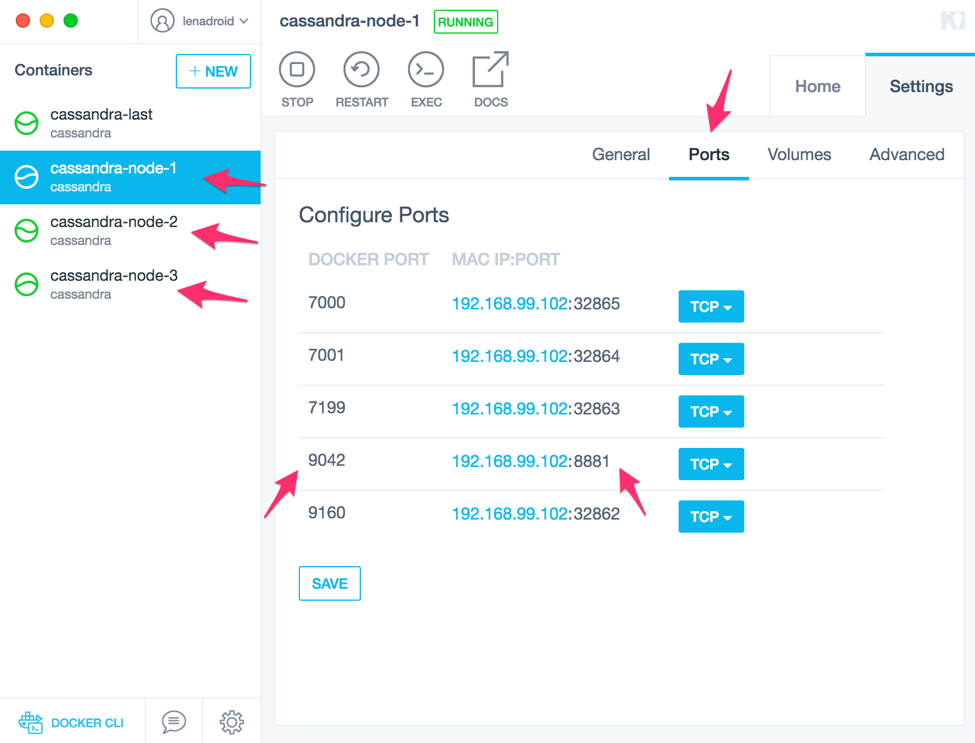 lenadroid
cassandra-node-1 RUNNING
Containers
+ NEW
STOP RESTART EXEC DOCS
Home Settings
cassandra-last
cassandra
cassandra-node-1
cassandra
cassandra-node-2
cassandra
cassandra-node-3
cassandra
General Ports Volumes Advanced
Configure Ports
DOCKER PORT MAC IP:PORT
7000 192.168.99.102:32865 TCP
7001 192.168.99.102:32864 TCP
7199 192.168.99.102:32863 TCP
9042 192.168.99.102:8881 TCP
9160 192.168.99.102:32862 TCP
SAVE
DOCKER CLI